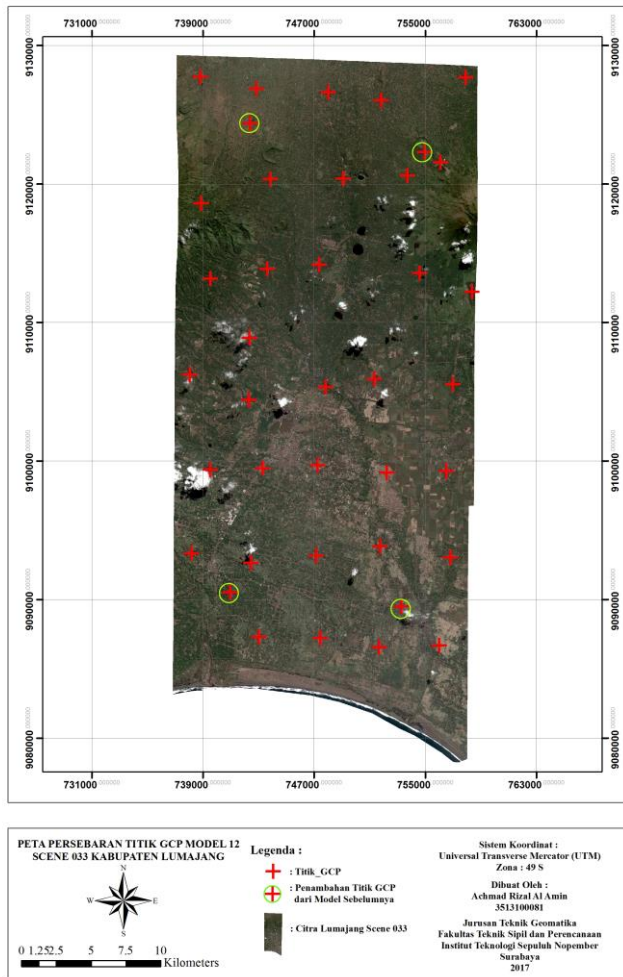 731000 739000 747000 755000 763000
9130000
9130000
9120000
9120000
9110000
9110000
9100000
9100000
9090000
9090000
9080000
9080000
731000 739000 747000 755000 763000
PETA PERSEBARAN TITIK GCP MODEL 12
SCENE 033 KABUPATEN LUMAJANG
N
W
E
S
0 1.252.5 5 7.5 10
Kilometers
Legenda :
: Titik_GCP
: Penambahan Titik GCP
dari Model Sebelumnya
: Citra Lumajang Scene 033
Sistem Koordinat :
Universal Transverse Mercator (UTM)
Zona : 49 S
Dibuat Oleh :
Achmad Rizal Al Amin
3513100081
Jurusan Teknik Geomatika
Fakultas Teknik Sipil dan Perencanaan
Institut Teknologi Sepuluh Nopember
Surabaya
2017